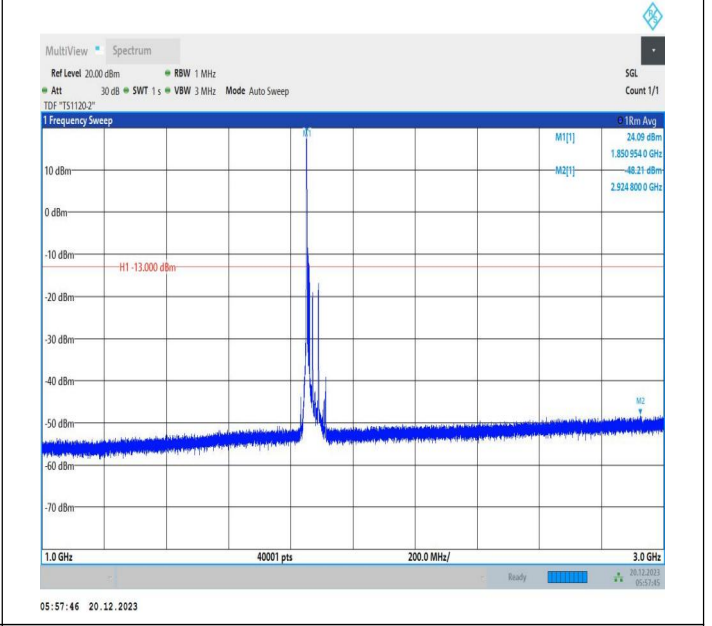 R S
MultiView Spectrum
Ref Level 20.00 dBm RBW 1 MHz SGL
Att 30 dB SWT 1 s VBW 3 MHz Mode Auto Sweep Count 1/1
TDF "TS1120-2"
1 Frequency Sweep 1Rm Avg
M1 M1[1] 24.09 dBm
1.850 954 0 GHz
10 dBm M2[1] -48.21 dBm
2.924 800 0 GHz
0 dBm
-10 dBm
H1 -13.000 dBm
-20 dBm
-30 dBm
-40 dBm
M2
-50 dBm
-60 dBm
-70 dBm
1.0 GHz 40001 pts 200.0 MHz/ 3.0 GHz
Ready 20.12.2023
05:57:45
05:57:46 20.12.2023